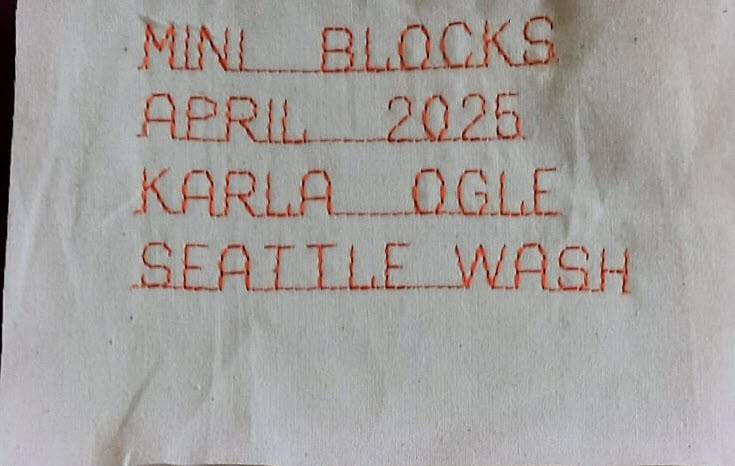 MINI BLOCKS
APRIL 2025
KARLA OGLE
SEATTLE WASH